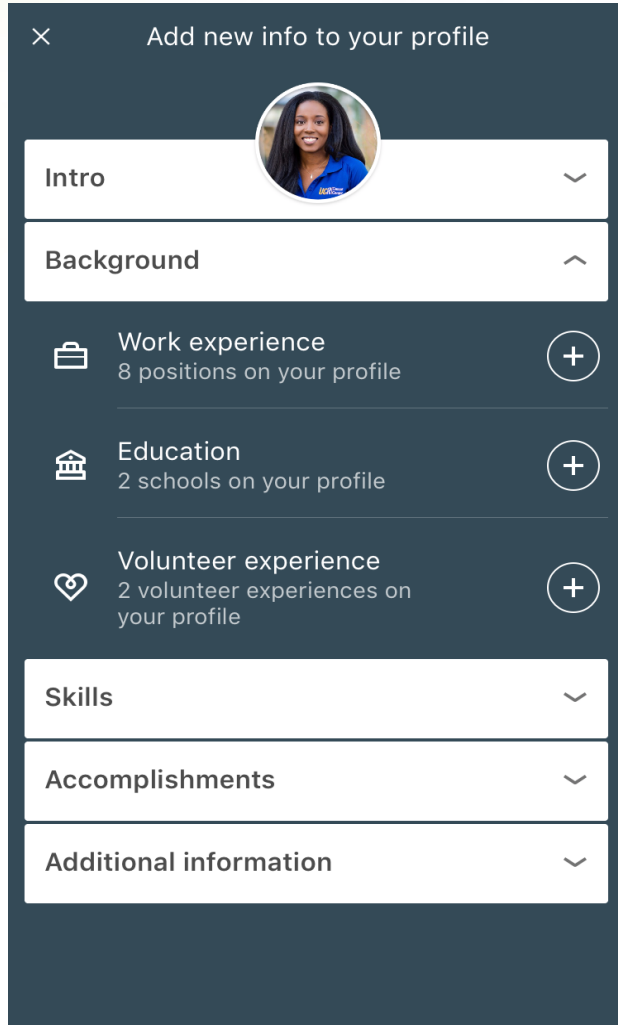 Add new info to your profile
Intro
Background
Work experience
8 positions on your profile
Education
2 schools on your profile
Volunteer experience
2 volunteer experiences on
your profile
Skills
Accomplishments
Additional information